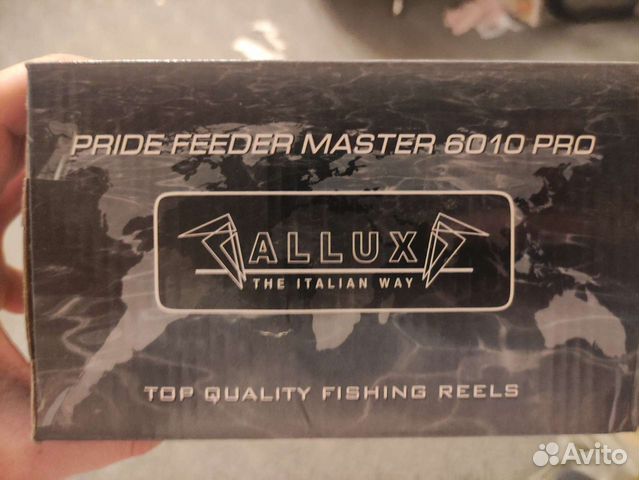 PRIDE FEEDER MASTER 6010 PRO
ALLUX
THE ITALIAN WAY
TOP QUALITY FISHING REELS
Avito